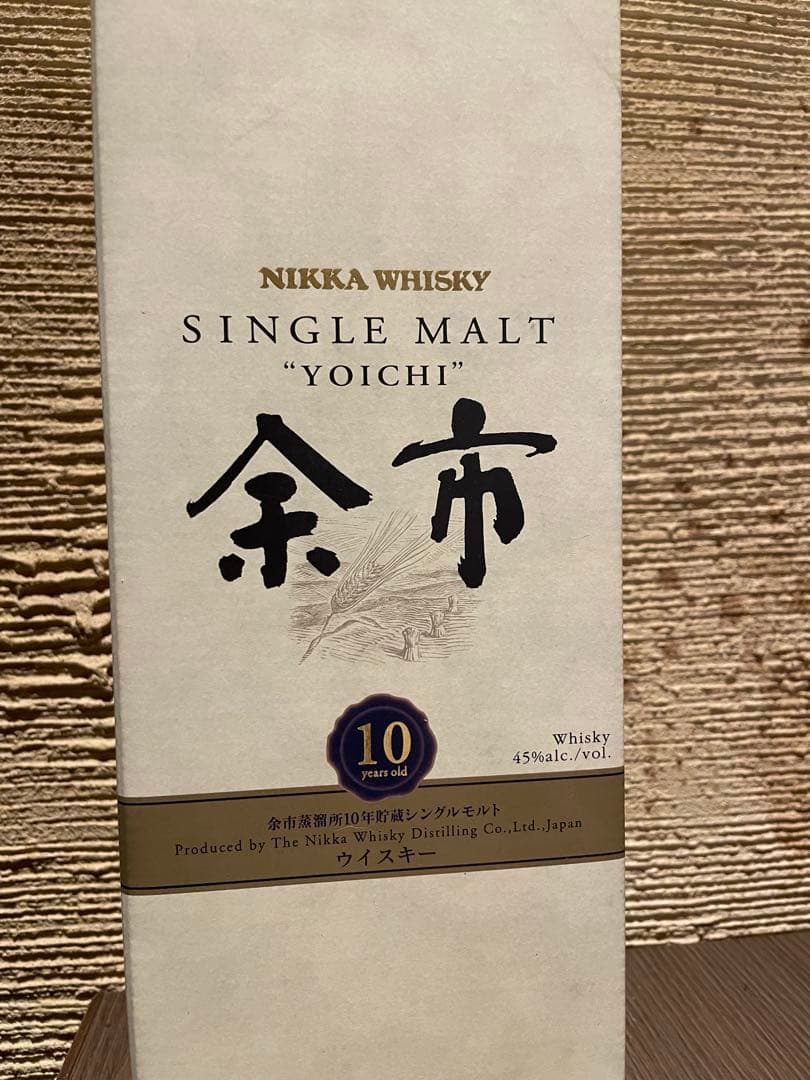 NIKKA WHISKY
SINGLE MALT
“YOICHI”
余市
10
years old
Whisky
45%alc./vol.
余市蒸溜所10年貯蔵シングルモルト
Produced by The Nikka Whisky Distilling Co.,Ltd.,Japan
ウイスキー